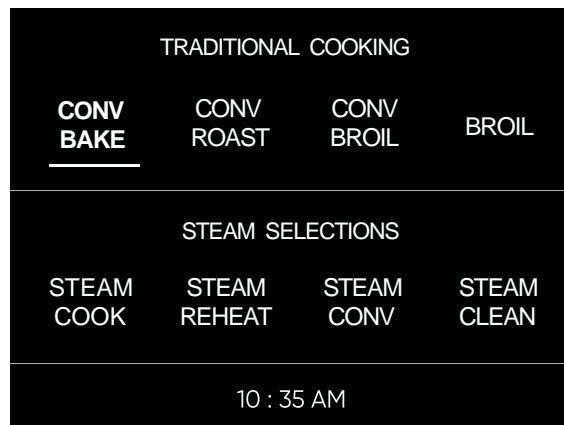 TRADITIONAL COOKING
CONV BAKE
CONV ROAST
CONV BROIL
BROIL
STEAM SELECTIONS
STEAM COOK
STEAM REHEAT
STEAM CONV
STEAM CLEAN
10 : 35 AM